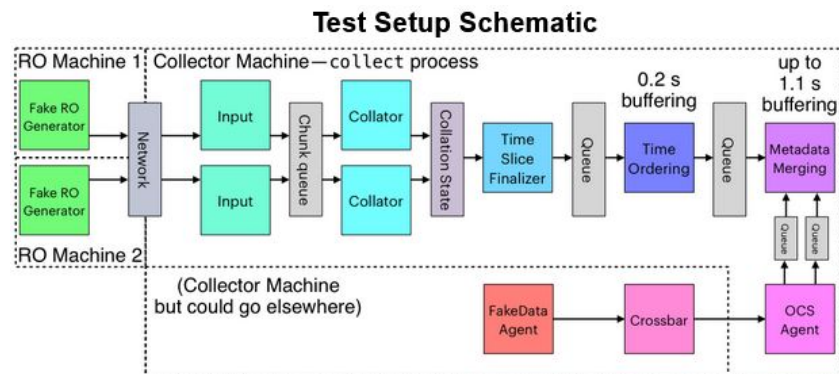 Test Setup Schematic
RO Machine 1
Collector Machine—collect process
Fake RO
Generator
Network
Input
Chunk queue
Collator
Collation State
Time
Slice
Finalizer
Queue
0.2 s
buffering
Time
Ordering
Queue
up to
1.1 s
buffering
Metadata
Merging
Fake RO
Generator
Input
Collator
RO Machine 2
Queue
Queue
(Collector Machine
but could go elsewhere)
FakeData
Agent
Crossbar
OCS
Agent